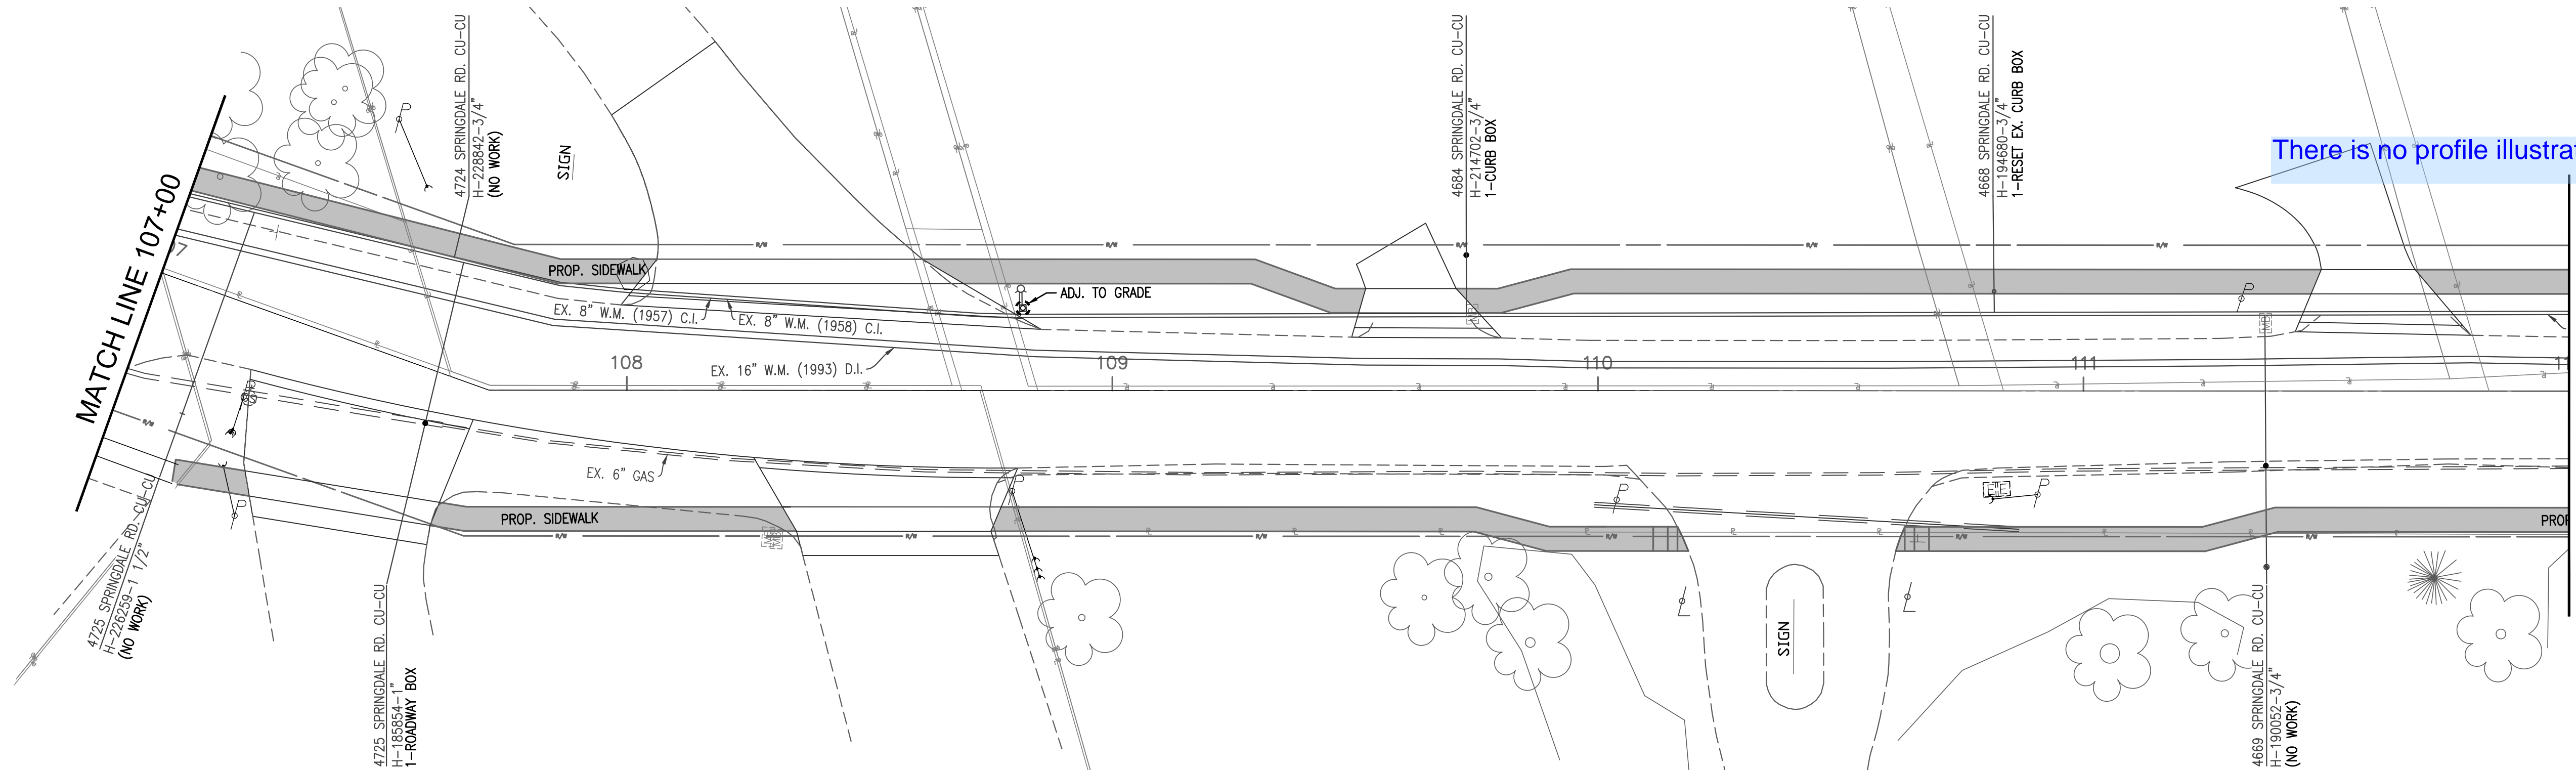 MATCH LINE 107+00
4724 SPRINGDALE RD. CU-CU
H-228842-3/4"
(NO WORK)
SIGN
4684 SPRINGDALE RD. CU-CU
H-214702-3/4"
1-CURB BOX
4668 SPRINGDALE RD. CU-CU
H-194680-3/4"
1-RESET EX. CURB BOX
There is no profile illustrat
R/W
R/W
R/W
R/W
R/W
PROP. SIDEWALK
ADJ. TO GRADE
EX. 8" W.M. (1957) C.I.
EX. 8" W.M. (1958) C.I.
EX. 16" W.M. (1993) D.I.
108
109
110
111
EX. 6" GAS
R/W
PROP. SIDEWALK
PROP
R/W
R/W
R/W
R/W
R/W
R/W
4725 SPRINGDALE RD. CU-CU
H-226259-1 1/2"
(NO WORK)
4725 SPRINGDALE RD. CU-CU
H-185854-1"
1-ROADWAY BOX
SIGN
4669 SPRINGDALE RD. CU-CU
H-190052-3/4"
(NO WORK)